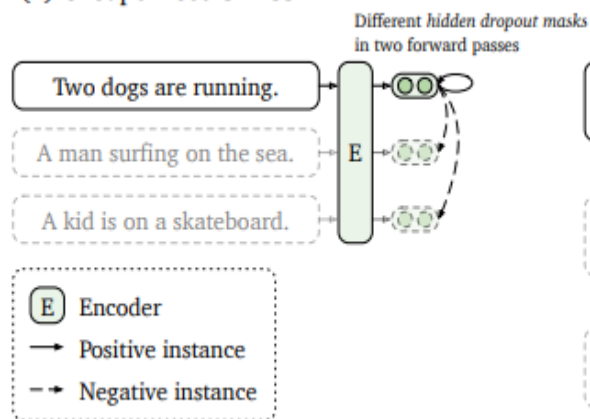 Different hidden dropout masks
in two forward passes
Two dogs are running.
A man surfing on the sea.
E
A kid is on a skateboard.
E Encoder
Positive instance
Negative instance